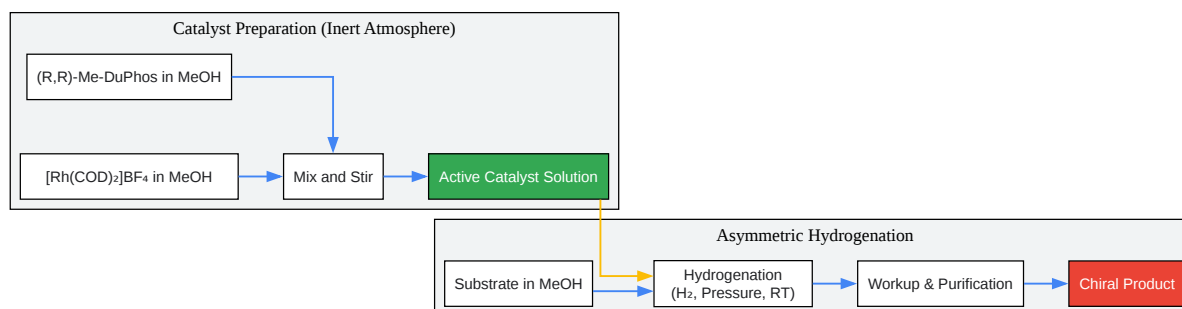 Catalyst Preparation (Inert Atmosphere)
(R,R)-Me-DuPhos in MeOH
[Rh(COD)₂]BF₄ in MeOH
Mix and Stir
Active Catalyst Solution
Asymmetric Hydrogenation
Substrate in MeOH
Hydrogenation
(H₂, Pressure, RT)
Workup & Purification
Chiral Product